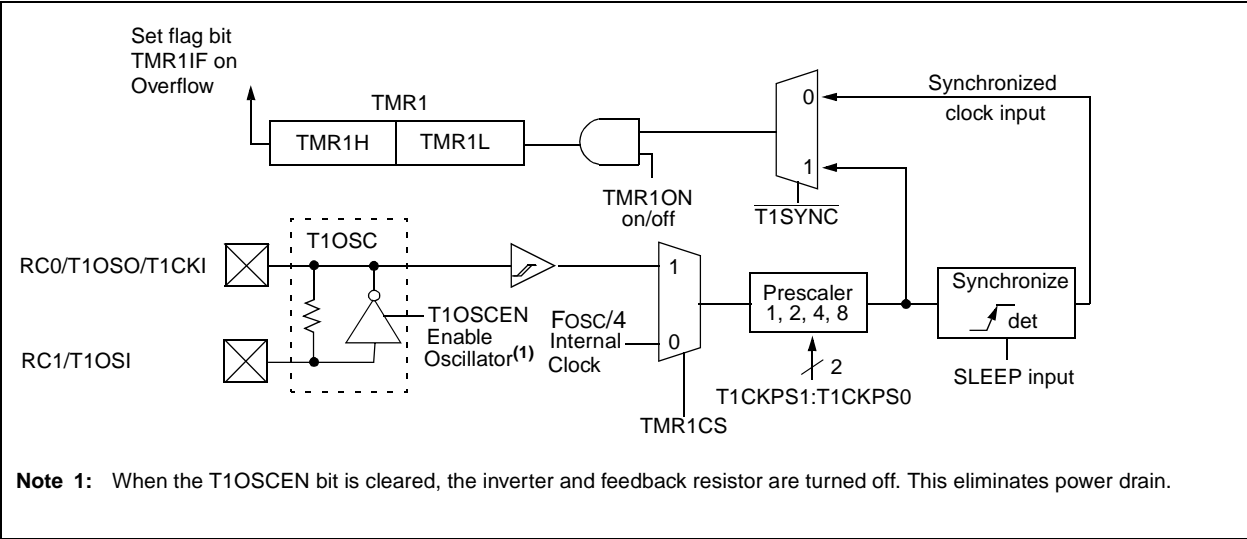 Set flag bit
TMR1IF on
Overflow
TMR1
TMR1H
TMR1L
TMR1ON
on/off
0
1
T1SYNC
Synchronized
clock input
RC0/T1OSO/T1CKI
RC1/T1OSI
T1OSC
T1OSCEN
Enable
Oscillator(1)
FOSC/4
Internal
Clock
1
0
TMR1CS
Prescaler
1, 2, 4, 8
2
T1CKPS1:T1CKPS0
Synchronize
det
SLEEP input
Note 1: When the T1OSCEN bit is cleared, the inverter and feedback resistor are turned off. This eliminates power drain.